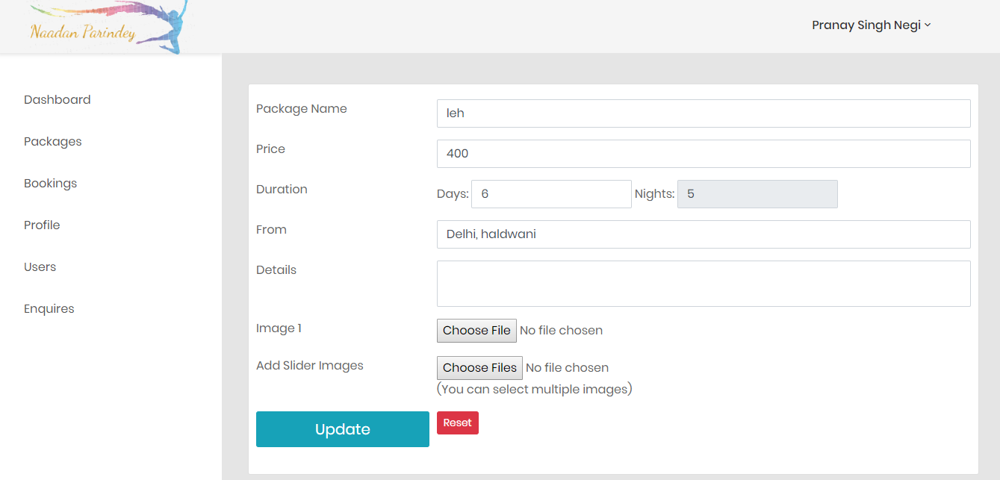 Naadan Parindey
Pranay Singh Negi
Dashboard
Packages
Bookings
Profile
Users
Enquires
Package Name
leh
Price
400
Duration
Days: 6 Nights: 5
From
Delhi, haldwani
Details
Image 1
Choose File No file chosen
Add Slider Images
Choose Files No file chosen
(You can select multiple images)
Update
Reset